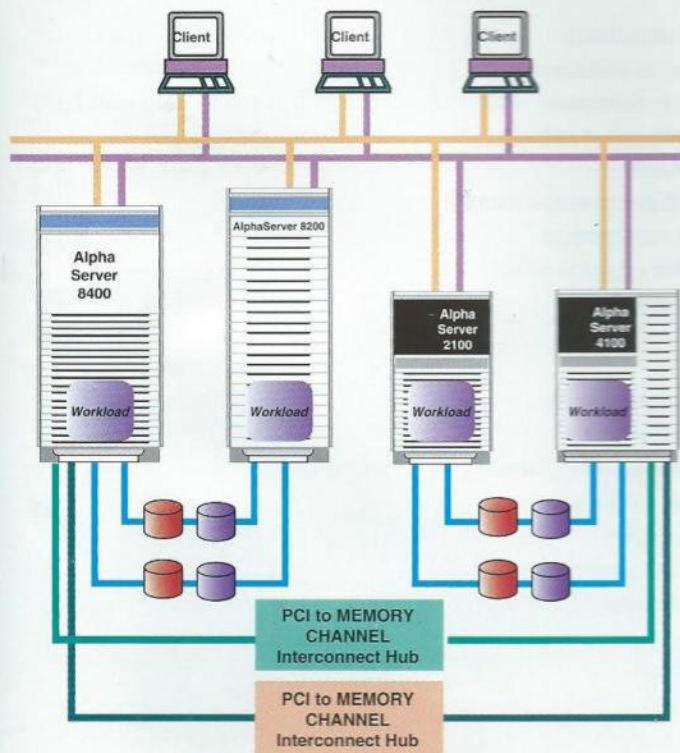 Client
Client
Client
Alpha
Server
8400
AlphaServer 8200
Alpha
Server
2100
Alpha
Server
4100
Workload
Workload
Workload
Workload
PCI to MEMORY
CHANNEL
Interconnect Hub
PCI to MEMORY
CHANNEL
Interconnect Hub